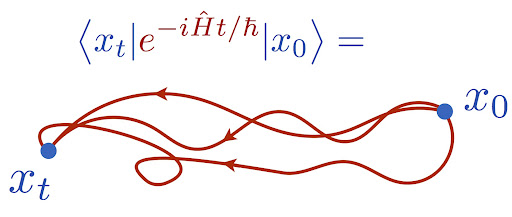 ⟨x_t|e^{-iĤt/ħ}|x_0⟩ =
x_0
x_t